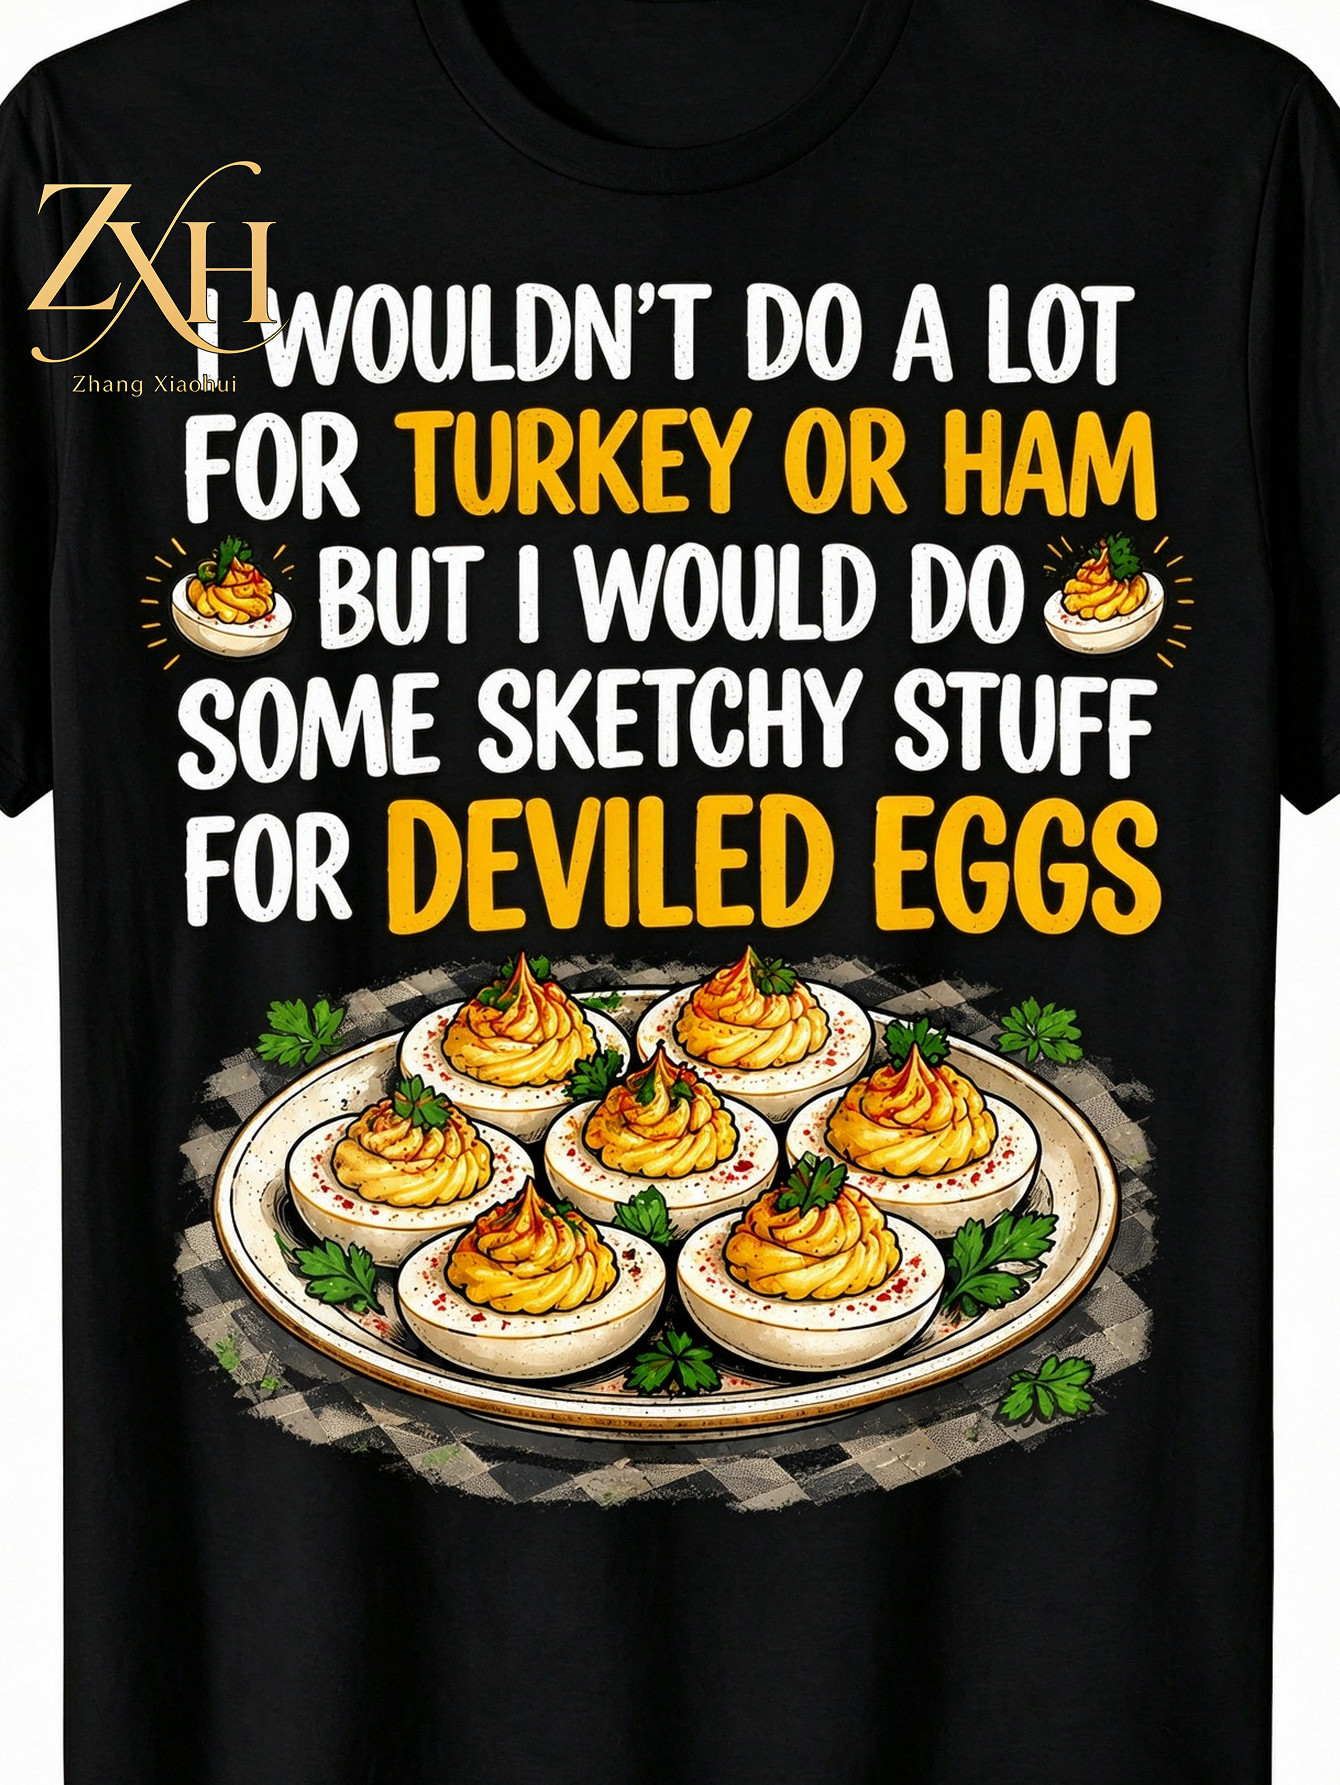 ZXH
Zhang Xiaohui
I WOULDN'T DO A LOT
FOR TURKEY OR HAM
BUT I WOULD DO
SOME SKETCHY STUFF
FOR DEVILED EGGS